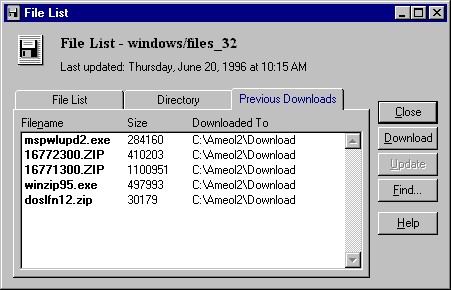 File List
File List - windows/files_32
Last updated: Thursday, June 20, 1996 at 10:15 AM
File List Directory Previous Downloads
Filename Size Downloaded To
mspwlupd2.exe 284160 C:\Ameol2\Download
16772300.ZIP 410203 C:\Ameol2\Download
16771300.ZIP 1100951 C:\Ameol2\Download
winzip95.exe 497993 C:\Ameol2\Download
doslfn12.zip 30179 C:\Ameol2\Download
Close
Download
Update
Find...
Help